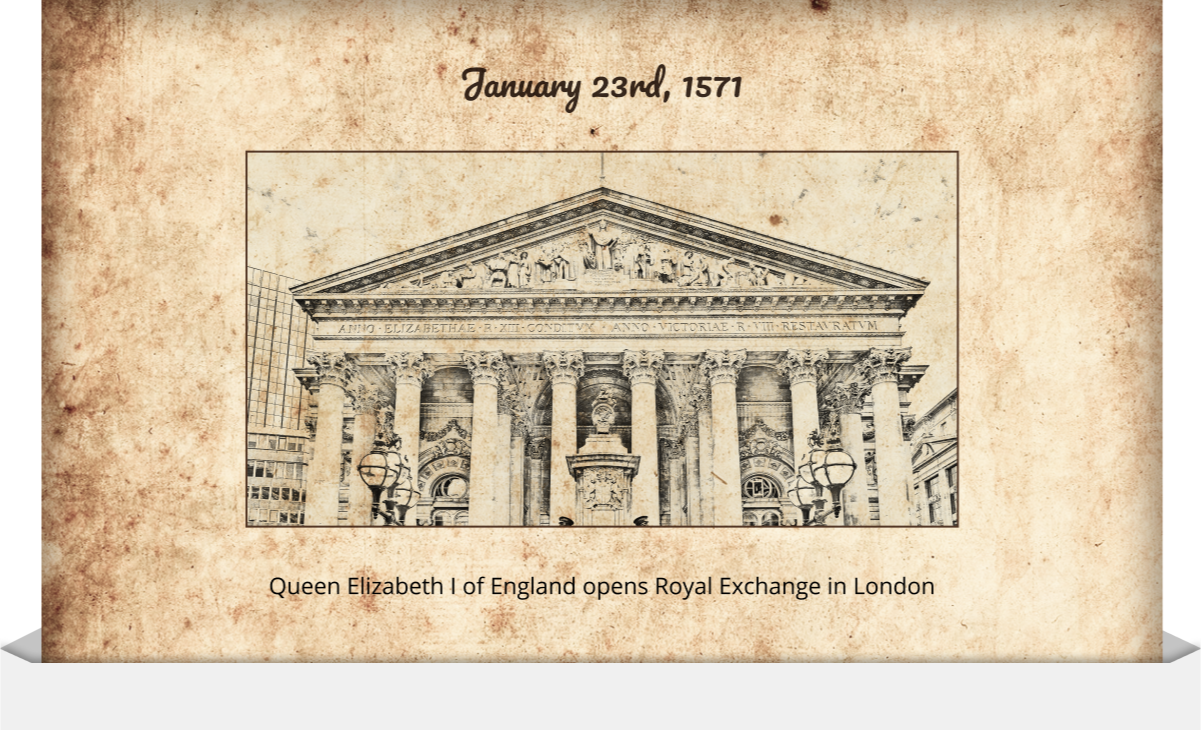 January 23rd, 1571
ANNO · ELIZABETHAE · R · XIII · CONDITVM · ANNO · VICTORIAE · R · VIII · RESTAVRATVM
Queen Elizabeth I of England opens Royal Exchange in London